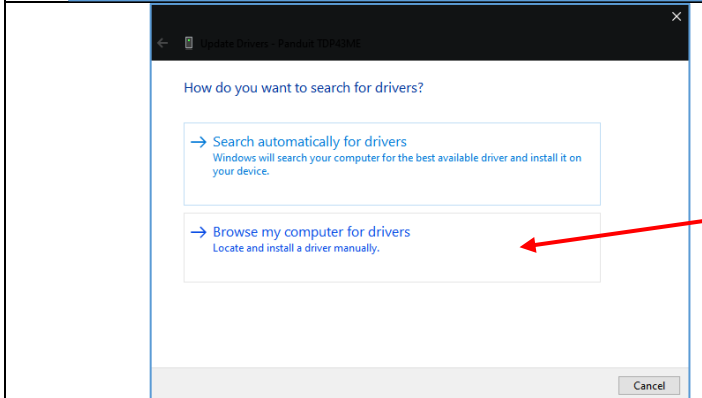 Update Drivers - Panduit TDP43ME
How do you want to search for drivers?
Search automatically for drivers
Windows will search your computer for the best available driver and install it on
your device.
Browse my computer for drivers
Locate and install a driver manually.
Cancel